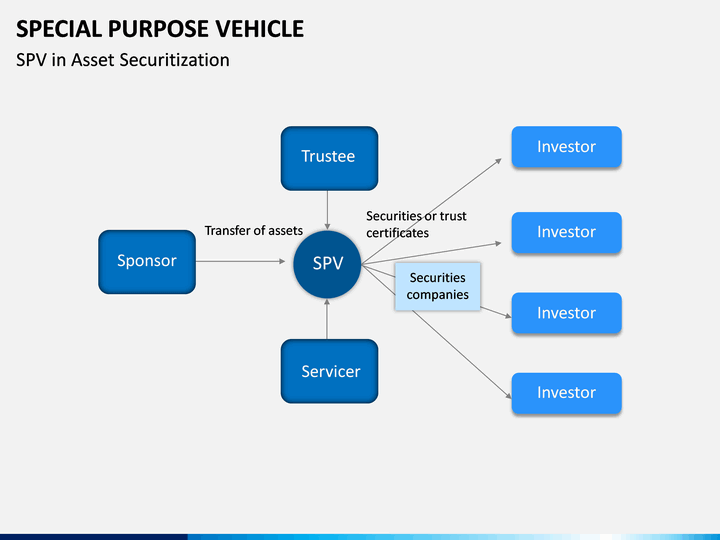 SPECIAL PURPOSE VEHICLE
SPV in Asset Securitization
Trustee
Investor
Securities or trust
certificates
Transfer of assets
Investor
Sponsor
SPV
Securities
companies
Investor
Servicer
Investor